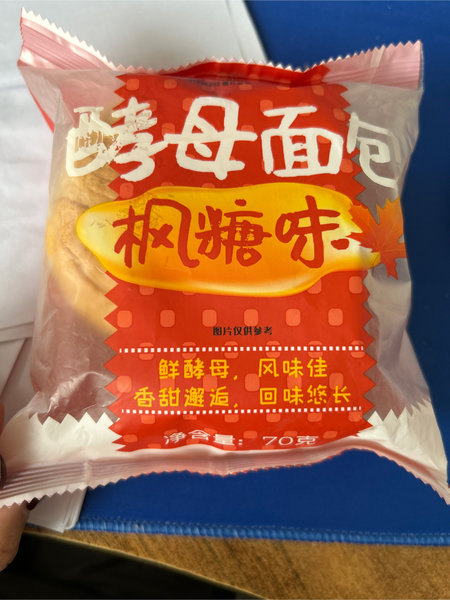 酵母面包
枫糖味
图片仅供参考
鲜酵母，风味佳
香甜邂逅，回味悠长
净含量：70克